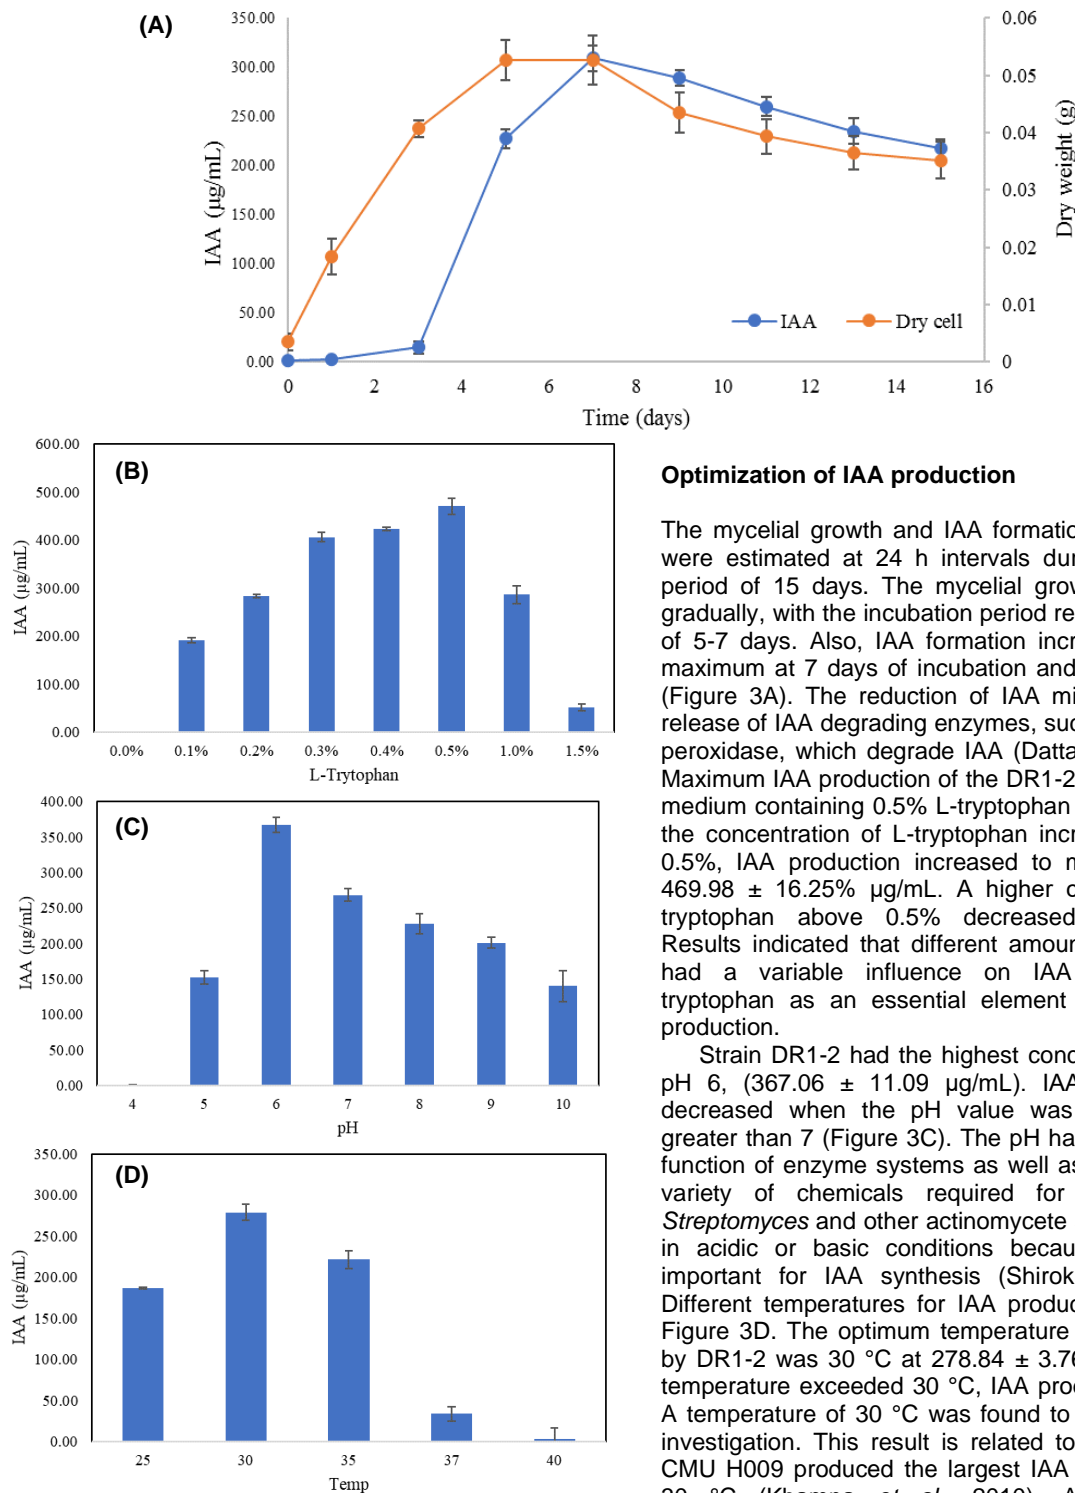 (A)
350.00
300.00
250.00
200.00
150.00
100.00
50.00
0.00
IAA (µg/mL)
0.06
0.05
0.04
0.03
0.02
0.01
0
Dry weight (g)
IAA Dry cell
0 2 4 6 8 10 12 14 16
Time (days)
(B)
600.00
500.00
400.00
300.00
200.00
100.00
0.00
IAA (µg/mL)
0.0% 0.1% 0.2% 0.3% 0.4% 0.5% 1.0% 1.5%
L-Trytophan
(C)
400.00
350.00
300.00
250.00
200.00
150.00
100.00
50.00
0.00
IAA (µg/mL)
4 5 6 7 8 9 10
pH
(D)
350.00
300.00
250.00
200.00
150.00
100.00
50.00
0.00
IAA (µg/mL)
25 30 35 37 40
Temp
Optimization of IAA production
The mycelial growth and IAA formatio
were estimated at 24 h intervals dur
period of 15 days. The mycelial grow
gradually, with the incubation period re
of 5-7 days. Also, IAA formation incr
maximum at 7 days of incubation and
(Figure 3A). The reduction of IAA mi
release of IAA degrading enzymes, suc
peroxidase, which degrade IAA (Datta
Maximum IAA production of the DR1-2
medium containing 0.5% L-tryptophan
the concentration of L-tryptophan incr
0.5%, IAA production increased to m
469.98 ± 16.25% µg/mL. A higher c
tryptophan above 0.5% decreased
Results indicated that different amoun
had a variable influence on IAA
tryptophan as an essential element
production.
Strain DR1-2 had the highest conc
pH 6, (367.06 ± 11.09 µg/mL). IAA
decreased when the pH value was
greater than 7 (Figure 3C). The pH ha
function of enzyme systems as well as
variety of chemicals required for
Streptomyces and other actinomycete
in acidic or basic conditions becau
important for IAA synthesis (Shirok
Different temperatures for IAA produc
Figure 3D. The optimum temperature
by DR1-2 was 30 °C at 278.84 ± 3.76
temperature exceeded 30 °C, IAA proc
A temperature of 30 °C was found to
investigation. This result is related to
CMU H009 produced the largest IAA